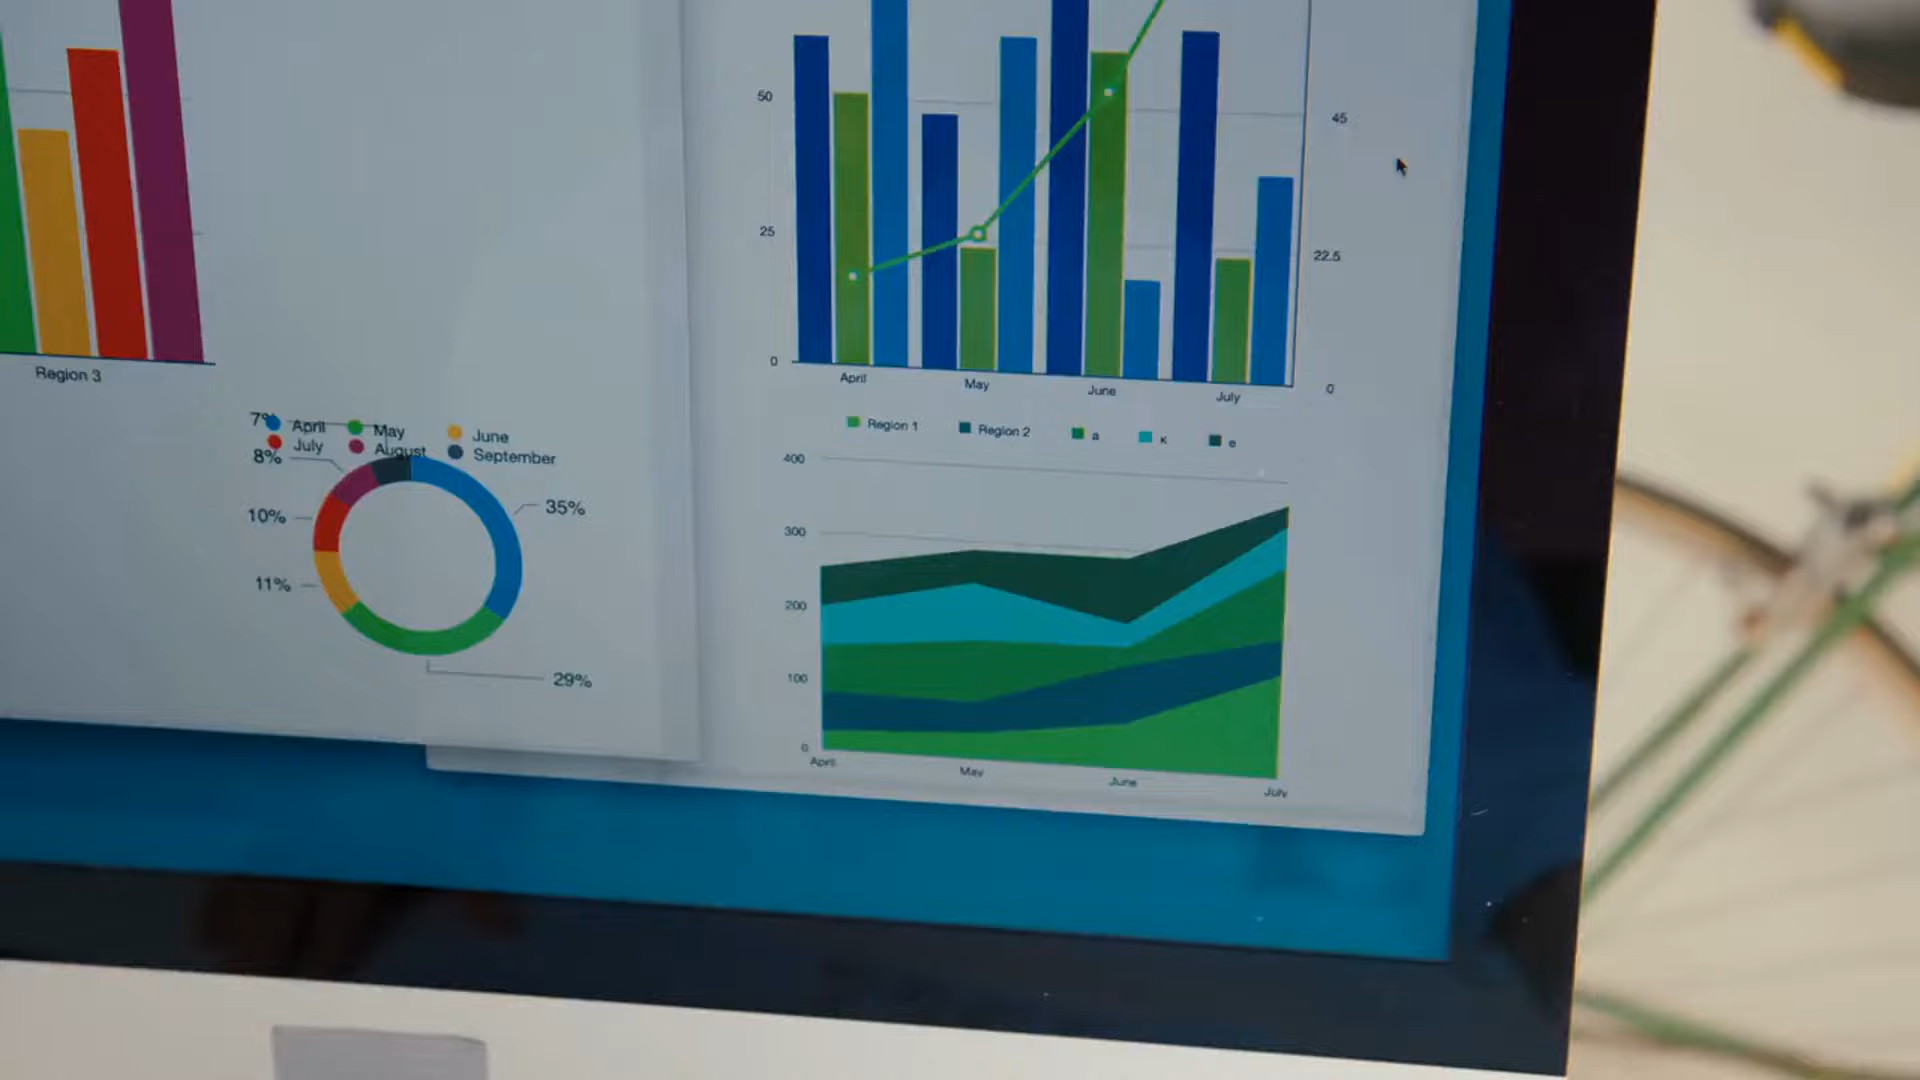 Region 3
7%
April May June
July August September
8%
35%
10%
11%
29%
50
45
25
22.5
0
0
April May June July
Region 1 Region 2 a K e
400
300
200
100
0
April May June July